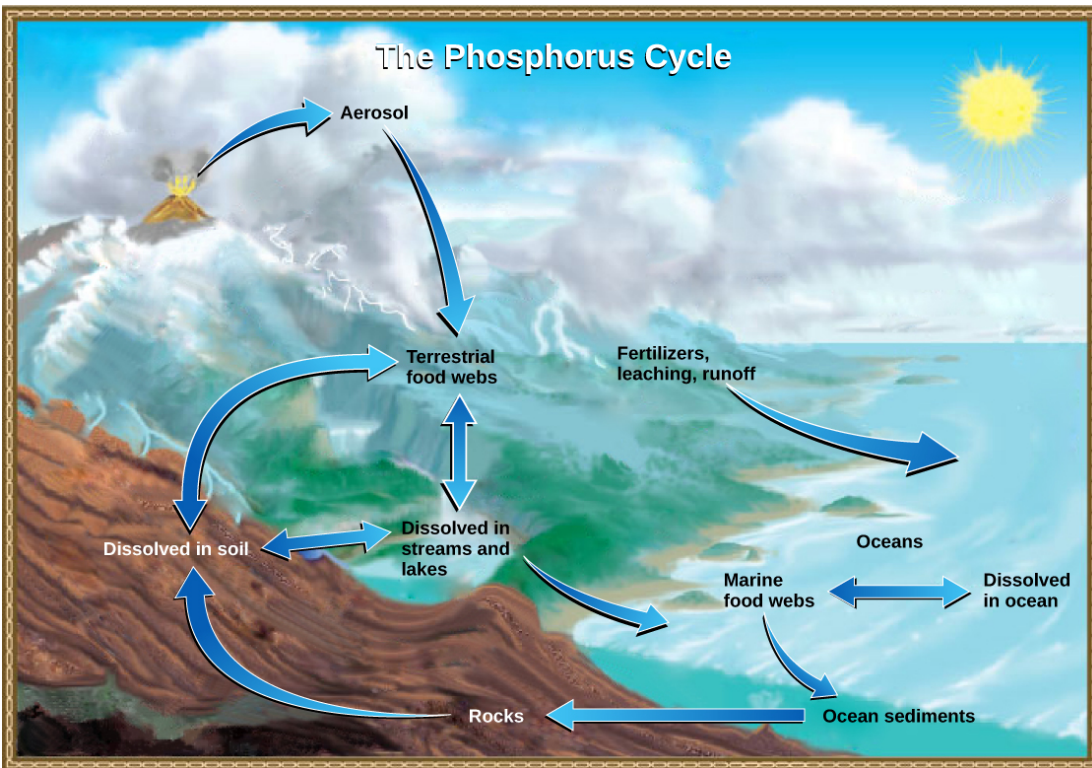 The Phosphorus Cycle
Aerosol
Terrestrial
food webs
Fertilizers,
leaching, runoff
Dissolved in soil
Dissolved in
streams and
lakes
Oceans
Marine
food webs
Dissolved
in ocean
Rocks
Ocean sediments